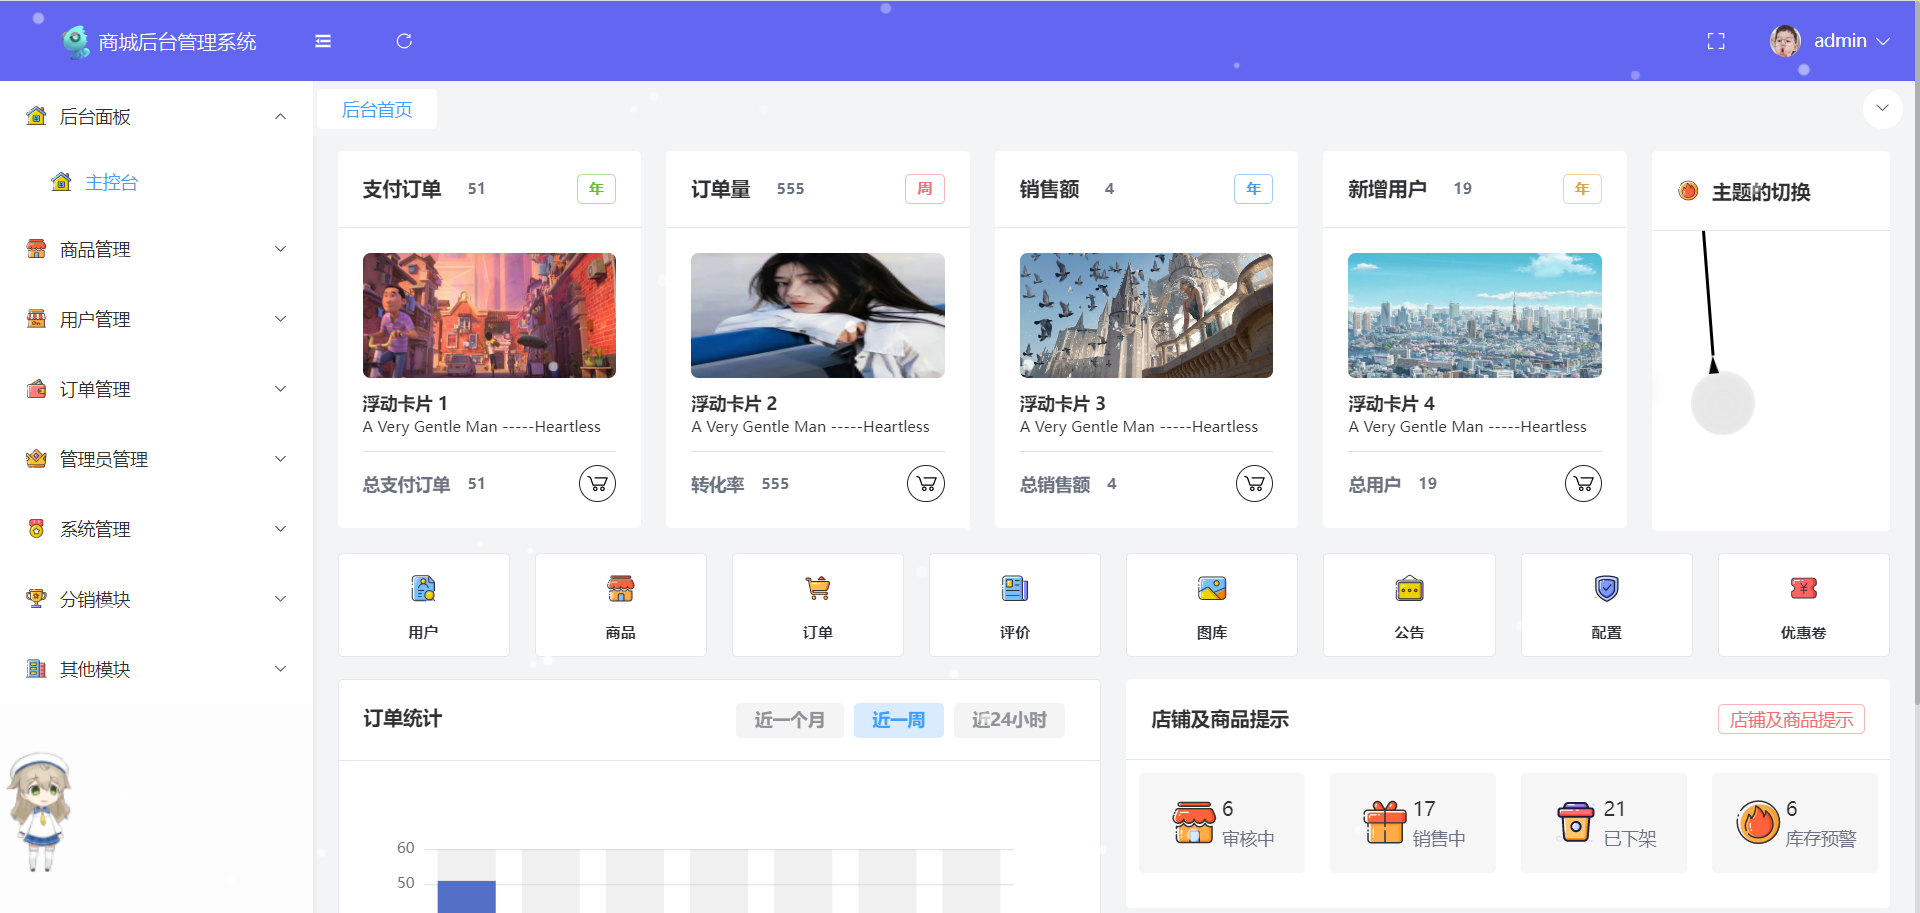 商城后台管理系统
admin
后台面板
主控台
商品管理
用户管理
订单管理
管理员管理
系统管理
分销模块
其他模块
后台首页
支付订单 51 年
浮动卡片 1
A Very Gentle Man -----Heartless
总支付订单 51
订单量 555 周
浮动卡片 2
A Very Gentle Man -----Heartless
转化率 555
销售额 4 年
浮动卡片 3
A Very Gentle Man -----Heartless
总销售额 4
新增用户 19 年
浮动卡片 4
A Very Gentle Man -----Heartless
总用户 19
主题的切换
用户
商品
订单
评价
图库
公告
配置
优惠卷
订单统计
近一个月 近一周 近24小时
60
50
店铺及商品提示 店铺及商品提示
6
审核中
17
销售中
21
已下架
6
库存预警